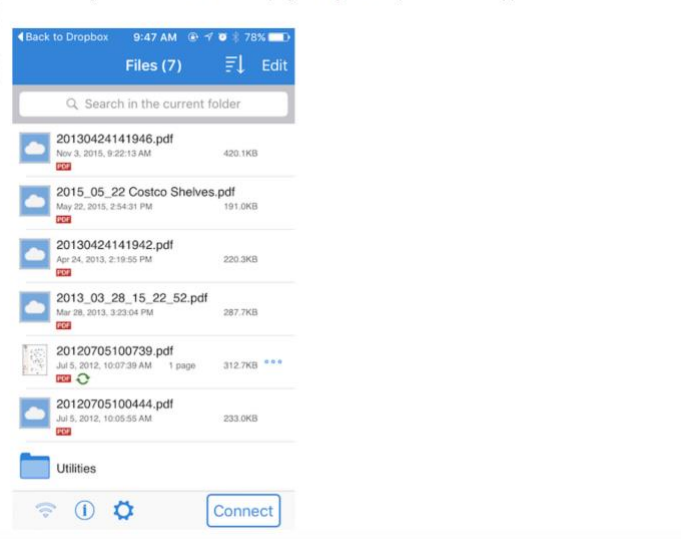 Back to Dropbox 9:47 AM 78%
Files (7) Edit
Search in the current folder
20130424141946.pdf
Nov 3, 2015, 9:22:13 AM 420.1KB
PDF
2015_05_22 Costco Shelves.pdf
May 22, 2015, 2:54:31 PM 191.0KB
PDF
20130424141942.pdf
Apr 24, 2013, 2:19:55 PM 220.3KB
PDF
2013_03_28_15_22_52.pdf
Mar 28, 2013, 3:23:04 PM 287.7KB
PDF
20120705100739.pdf
Jul 5, 2012, 10:07:39 AM 1 page 312.7KB
PDF
20120705100444.pdf
Jul 5, 2012, 10:05:55 AM 233.0KB
PDF
Utilities
Connect